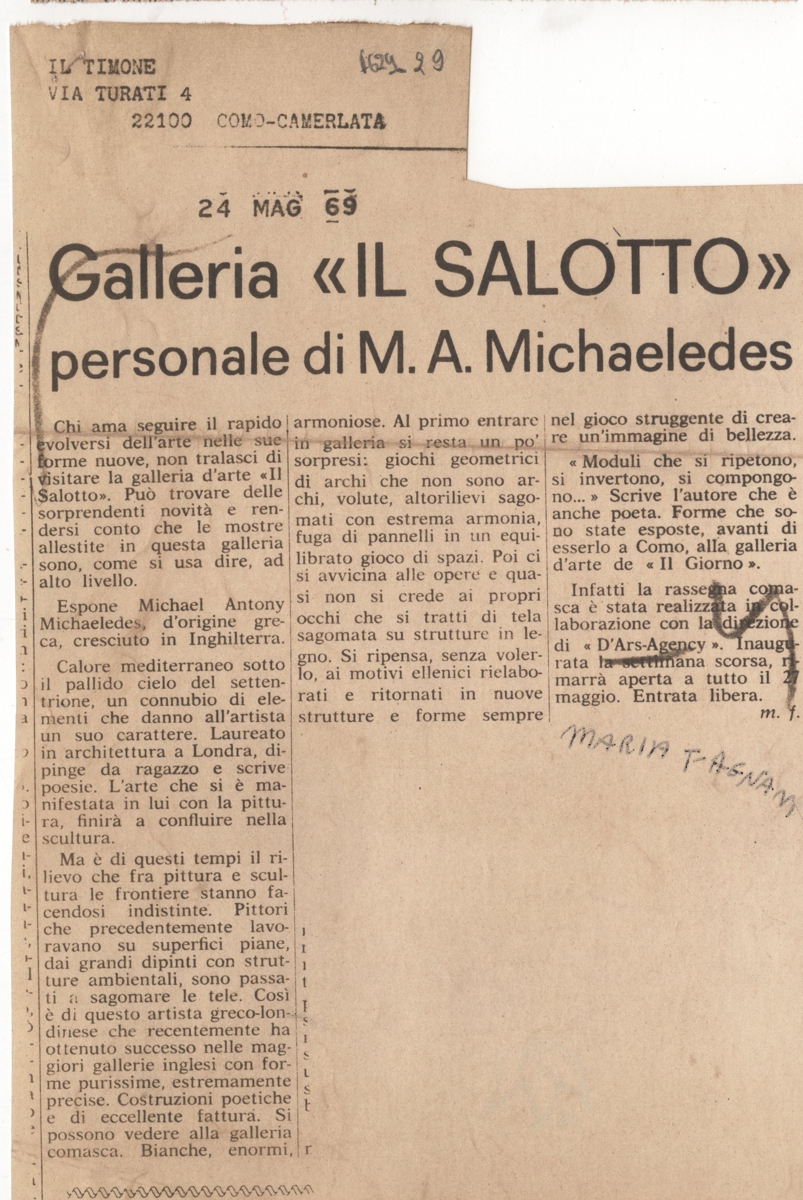 IL TIMONE
VIA TURATI 4
22100 COMO-CAMERLATA
29
24 MAG 69
Galleria «IL SALOTTO»
personale di M. A. Michaeledes
Chi ama seguire il rapido
evolversi dell'arte nelle sue
forme nuove, non tralasci di
visitare la galleria d'arte «Il
Salotto». Può trovare delle
sorprendenti novità e ren-
dersi conto che le mostre
allestite in questa galleria
sono, come si usa dire, ad
alto livello.
Espone Michael Antony
Michaeledes, d'origine gre-
ca, cresciuto in Inghilterra.
Calore mediterraneo sotto
il pallido cielo del setten-
trione, un connubio di ele-
menti che danno all'artista
un suo carattere. Laureato
in architettura a Londra, di-
pinge da ragazzo e scrive
poesie. L'arte che si è ma-
nifestata in lui con la pittu-
ra, finirà a confluire nella
scultura.
Ma è di questi tempi il ri-
lievo che fra pittura e scul-
tura le frontiere stanno fa-
cendosi indistinte. Pittori
che precedentemente lavo-
ravano su superfici piane,
dai grandi dipinti con strut-
ture ambientali, sono passa-
ti a sagomare le tele. Così
è di questo artista greco-lon-
dinese che recentemente ha
ottenuto successo nelle mag-
giori gallerie inglesi con for-
me purissime, estremamente
precise. Costruzioni poetiche
e di eccellente fattura. Si
possono vedere alla galleria
comasca. Bianche, enormi,
armoniose. Al primo entrare
in galleria si resta un po'
sorpresi: giochi geometrici
di archi che non sono ar-
chi, volute, altorilievi sago-
mati con estrema armonia,
fuga di pannelli in un equi-
librato gioco di spazi. Poi ci
si avvicina alle opere e qua-
si non si crede ai propri
occhi che si tratti di tela
sagomata su strutture in le-
gno. Si ripensa, senza voler-
lo, ai motivi ellenici rielabo-
rati e ritornati in nuove
strutture e forme sempre
nel gioco struggente di crea-
re un'immagine di bellezza.
« Moduli che si ripetono,
si invertono, si compongo-
no... » Scrive l'autore che è
anche poeta. Forme che so-
no state esposte, avanti di
esserlo a Como, alla galleria
d'arte de « Il Giorno ».
Infatti la rassegna coma-
sca è stata realizzata in col-
laborazione con la direzione
di « D'Ars-Agency ». Inaugu-
rata la settimana scorsa, ri-
marrà aperta a tutto il 27
maggio. Entrata libera.
m. f.
MARIA